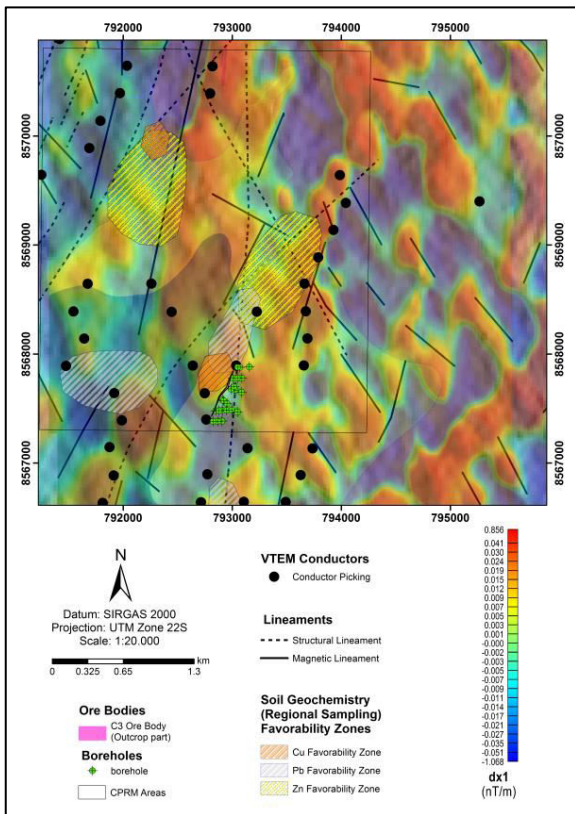 792000 793000 794000 795000
8570000 8570000
8569000 8569000
8568000 8568000
8567000 8567000
792000 793000 794000 795000
N
Datum: SIRGAS 2000
Projection: UTM Zone 22S
Scale: 1:20.000
km
0 0.325 0.65 1.3
Ore Bodies
C3 Ore Body
(Outcrop part)
Boreholes
borehole
CPRM Areas
VTEM Conductors
Conductor Picking
Lineaments
Structural Lineament
Magnetic Lineament
Soil Geochemistry
(Regional Sampling)
Favorability Zones
Cu Favorability Zone
Pb Favorability Zone
Zn Favorability Zone
0.856
0.041
0.030
0.024
0.019
0.015
0.012
0.009
0.007
0.005
0.003
0.001
-0.000
-0.002
-0.003
-0.005
-0.007
-0.009
-0.011
-0.014
-0.017
-0.021
-0.027
-0.035
-0.051
-1.068
dx1
(nT/m)